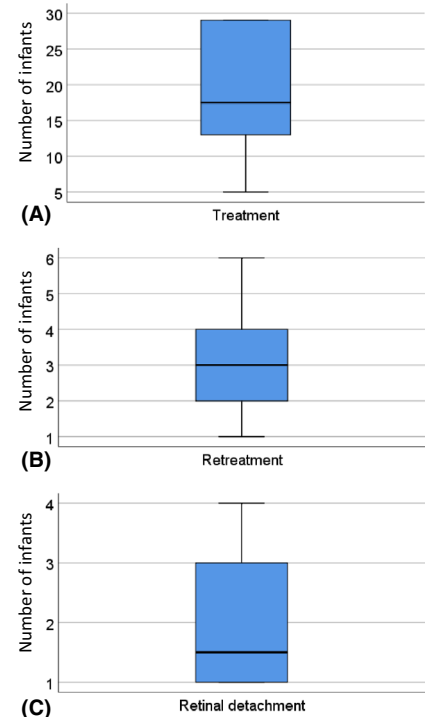 30
25
20
15
10
5
Number of infants
(A)
Treatment
6
5
4
3
2
1
Number of infants
(B)
Retreatment
4
3
2
1
Number of infants
(C)
Retinal detachment